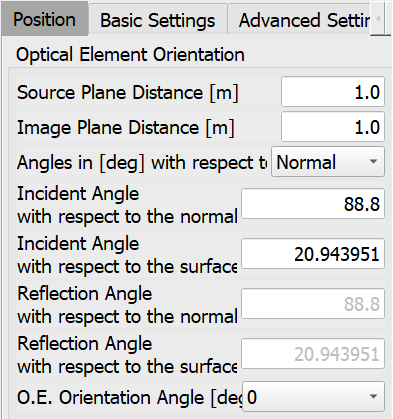 Position Basic Settings Advanced Settin
Optical Element Orientation
Source Plane Distance [m] 1.0
Image Plane Distance [m] 1.0
Angles in [deg] with respect to Normal
Incident Angle
with respect to the normal 88.8
Incident Angle
with respect to the surface 20.943951
Reflection Angle
with respect to the normal 88.8
Reflection Angle
with respect to the surface 20.943951
O.E. Orientation Angle [deg 0